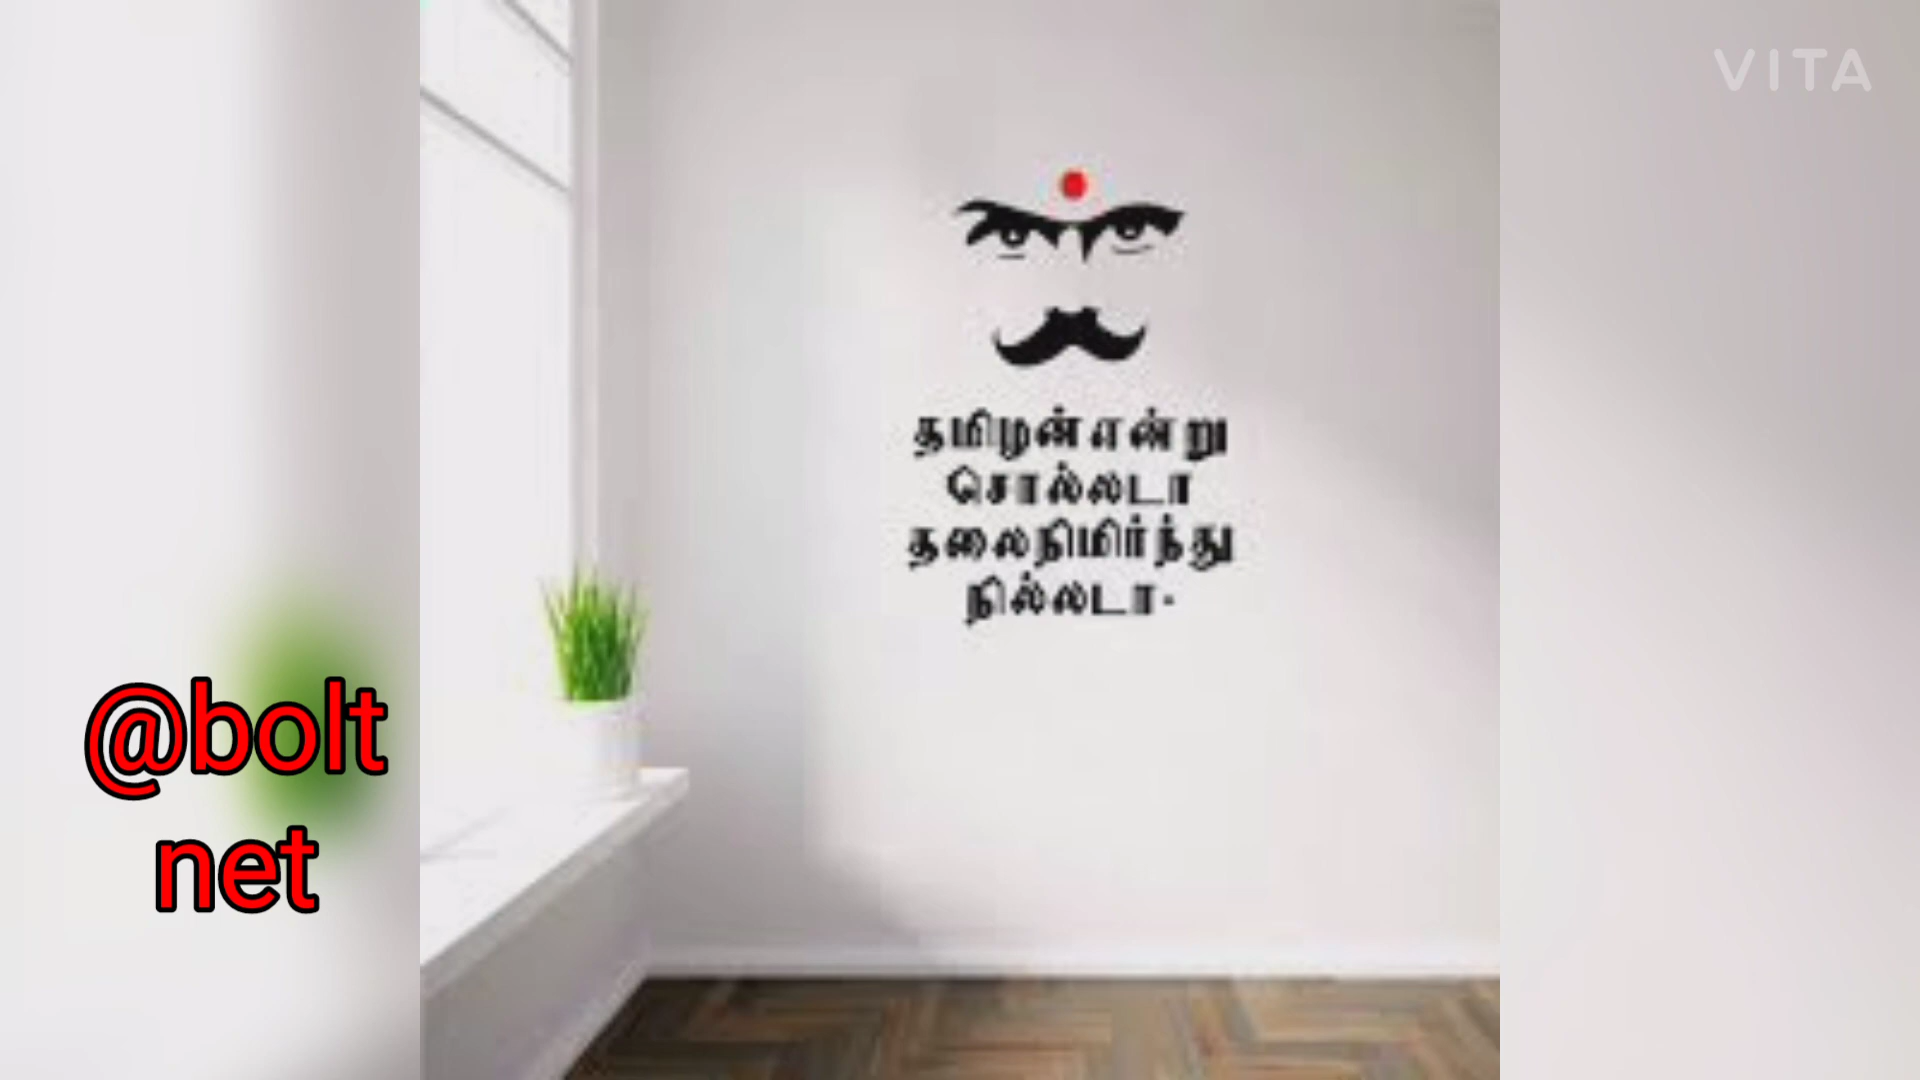 VITA
தமிழன் என்று
சொல்லடா
தலைநிமிர்ந்து
நில்லடா.
@bolt
net